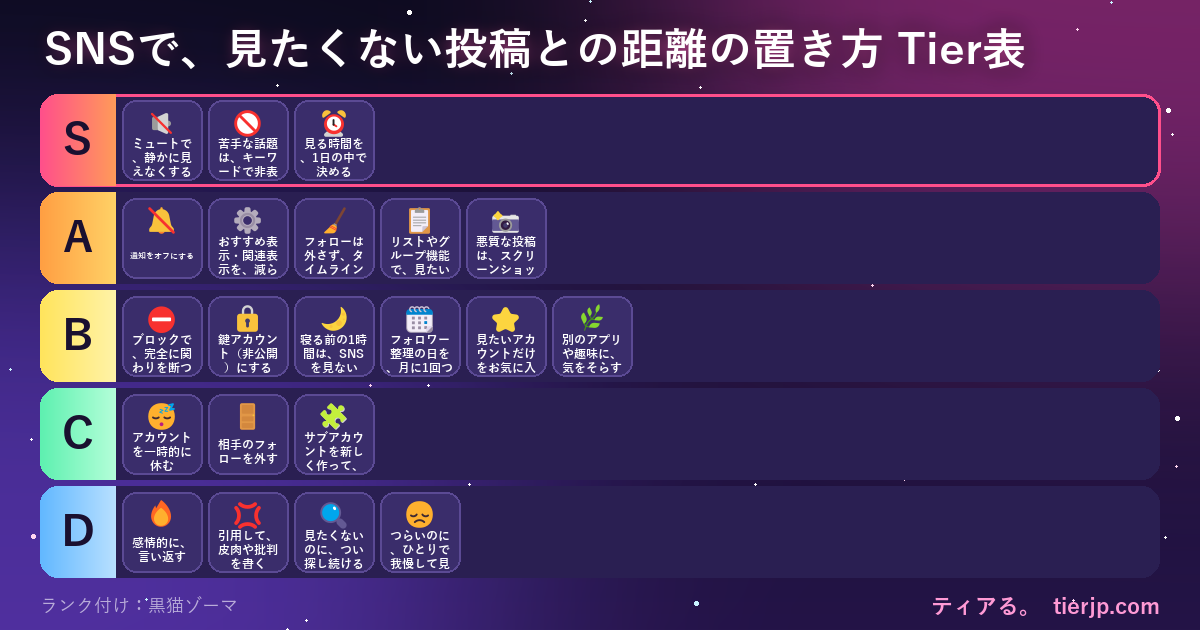 SNSで、見たくない投稿との距離の置き方 Tier表
S
ミュートで
、静かに見
えなくする
苦手な話題
は、キーワ
ードで非表
見る時間を
、1日の中で
決める
A
通知をオフにする
おすすめ表
示・関連表
示を、減ら
フォローは
外さず、タ
イムライン
リストやグ
ループ機能
で、見たい
悪質な投稿
は、スクリ
ーンショッ
B
ブロックで
、完全に関
わりを断つ
鍵アカウン
ト（非公開
）にする
寝る前の1時
間は、SNS
を見ない
フォロワー
整理の日を
、月に1回つ
見たいアカ
ウントだけ
をお気に入
別のアプリ
や趣味に、
気をそらす
C
アカウント
を一時的に
休む
相手のフォ
ローを外す
サブアカウ
ントを新し
く作って、
D
感情的に、
言い返す
引用して、
皮肉や批判
を書く
見たくない
のに、つい
探し続ける
つらいのに
、ひとりで
我慢して見
ランク付け：黒猫ゾーマ
ティアる。 tierjp.com